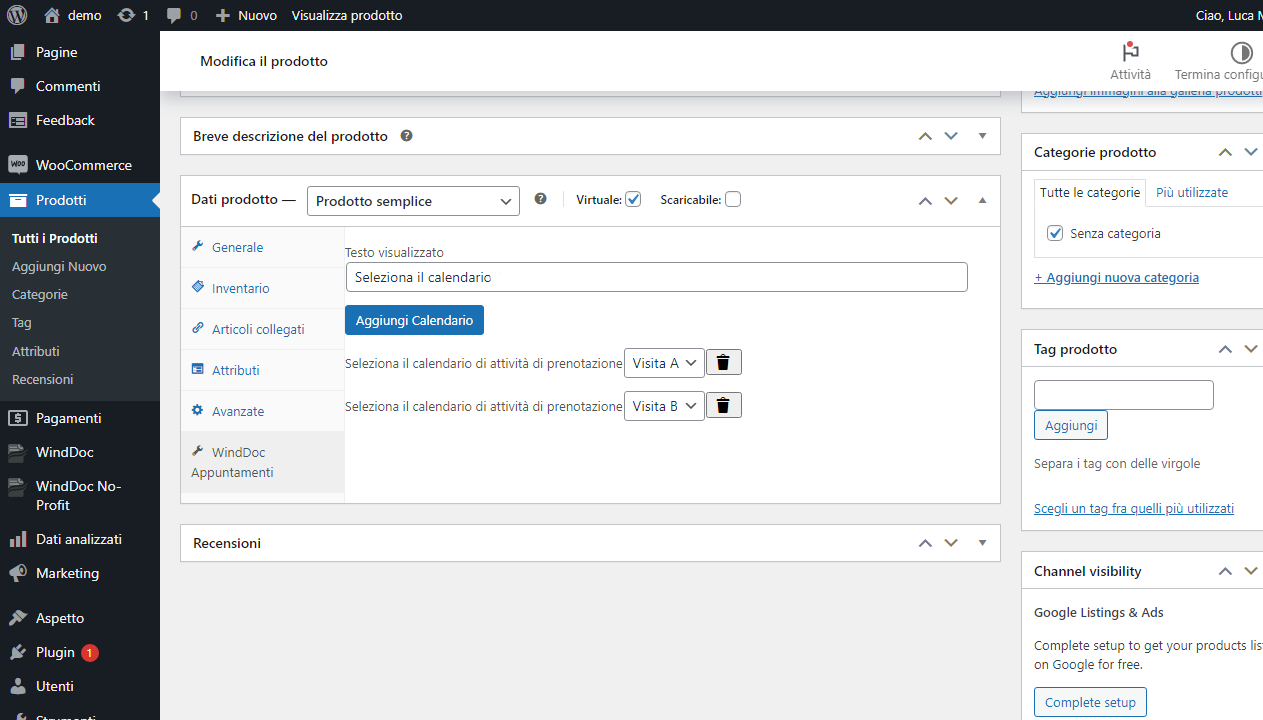 demo 1 0 Nuovo Visualizza prodotto Ciao, Luca M
Pagine
Commenti
Feedback
WooCommerce
Prodotti
Tutti i Prodotti
Aggiungi Nuovo
Categorie
Tag
Attributi
Recensioni
Pagamenti
WindDoc
WindDoc No-
Profit
Dati analizzati
Marketing
Aspetto
Plugin 1
Utenti
Strumenti
Modifica il prodotto
Attività Termina configu
Breve descrizione del prodotto
Dati prodotto — Prodotto semplice Virtuale: Scaricabile:
Generale
Inventario
Articoli collegati
Attributi
Avanzate
WindDoc
Appuntamenti
Testo visualizzato
Seleziona il calendario
Aggiungi Calendario
Seleziona il calendario di attività di prenotazione Visita A
Seleziona il calendario di attività di prenotazione Visita B
Recensioni
Aggiungi immagini alla galleria prodotti
Categorie prodotto
Tutte le categorie Più utilizzate
Senza categoria
+ Aggiungi nuova categoria
Tag prodotto
Aggiungi
Separa i tag con delle virgole
Scegli un tag fra quelli più utilizzati
Channel visibility
Google Listings & Ads
Complete setup to get your products lis
on Google for free.
Complete setup